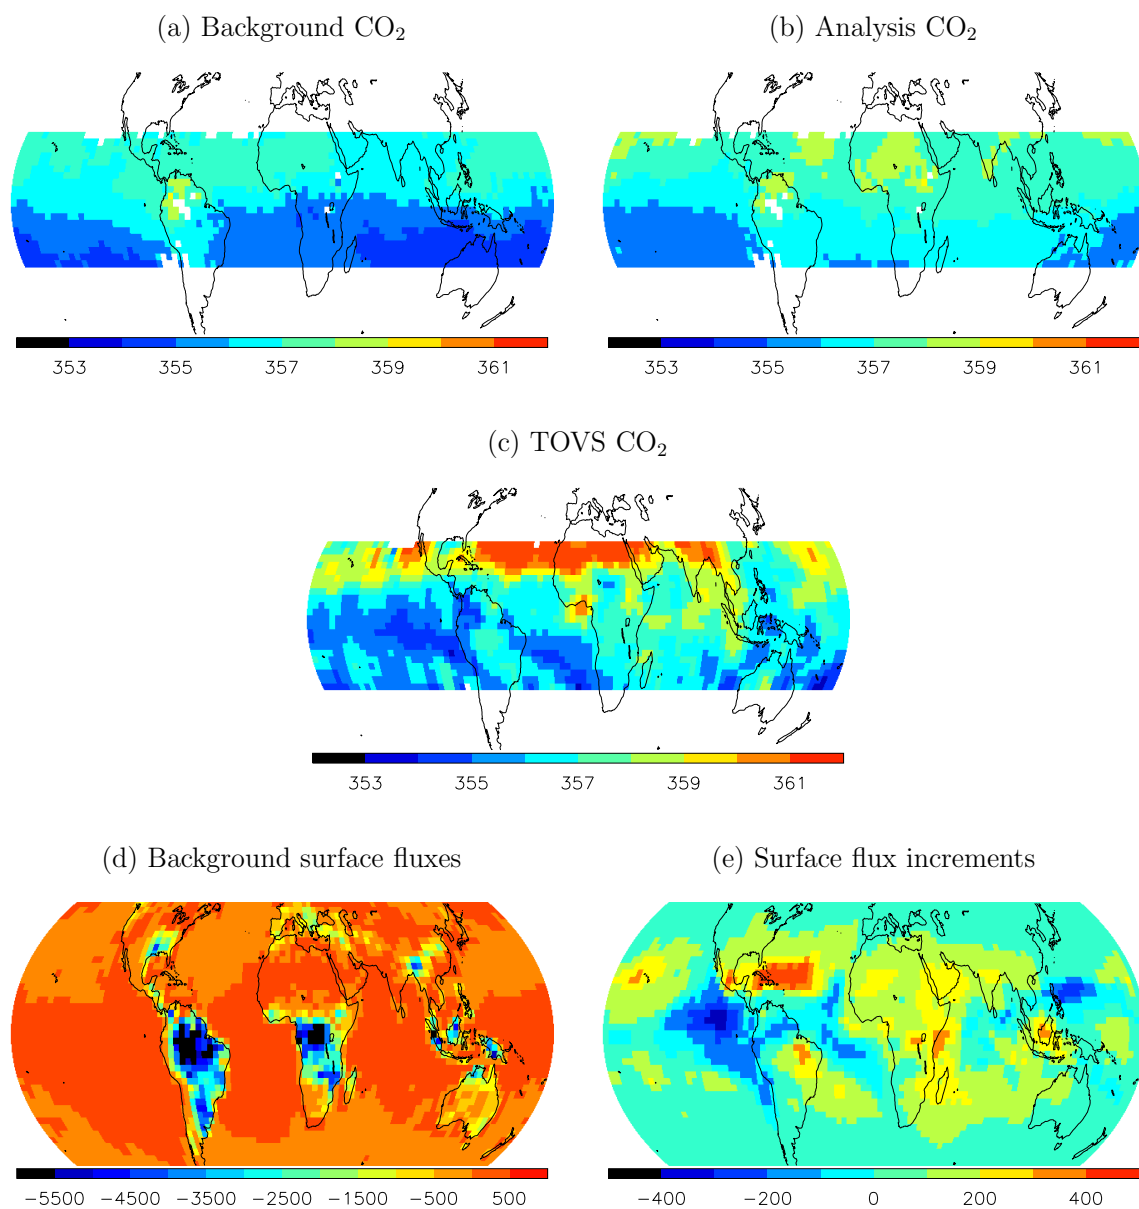 (a) Background CO₂
(b) Analysis CO₂
353 355 357 359 361
353 355 357 359 361
(c) TOVS CO₂
353 355 357 359 361
(d) Background surface fluxes
(e) Surface flux increments
−5500 −4500 −3500 −2500 −1500 −500 500
−400 −200 0 200 400